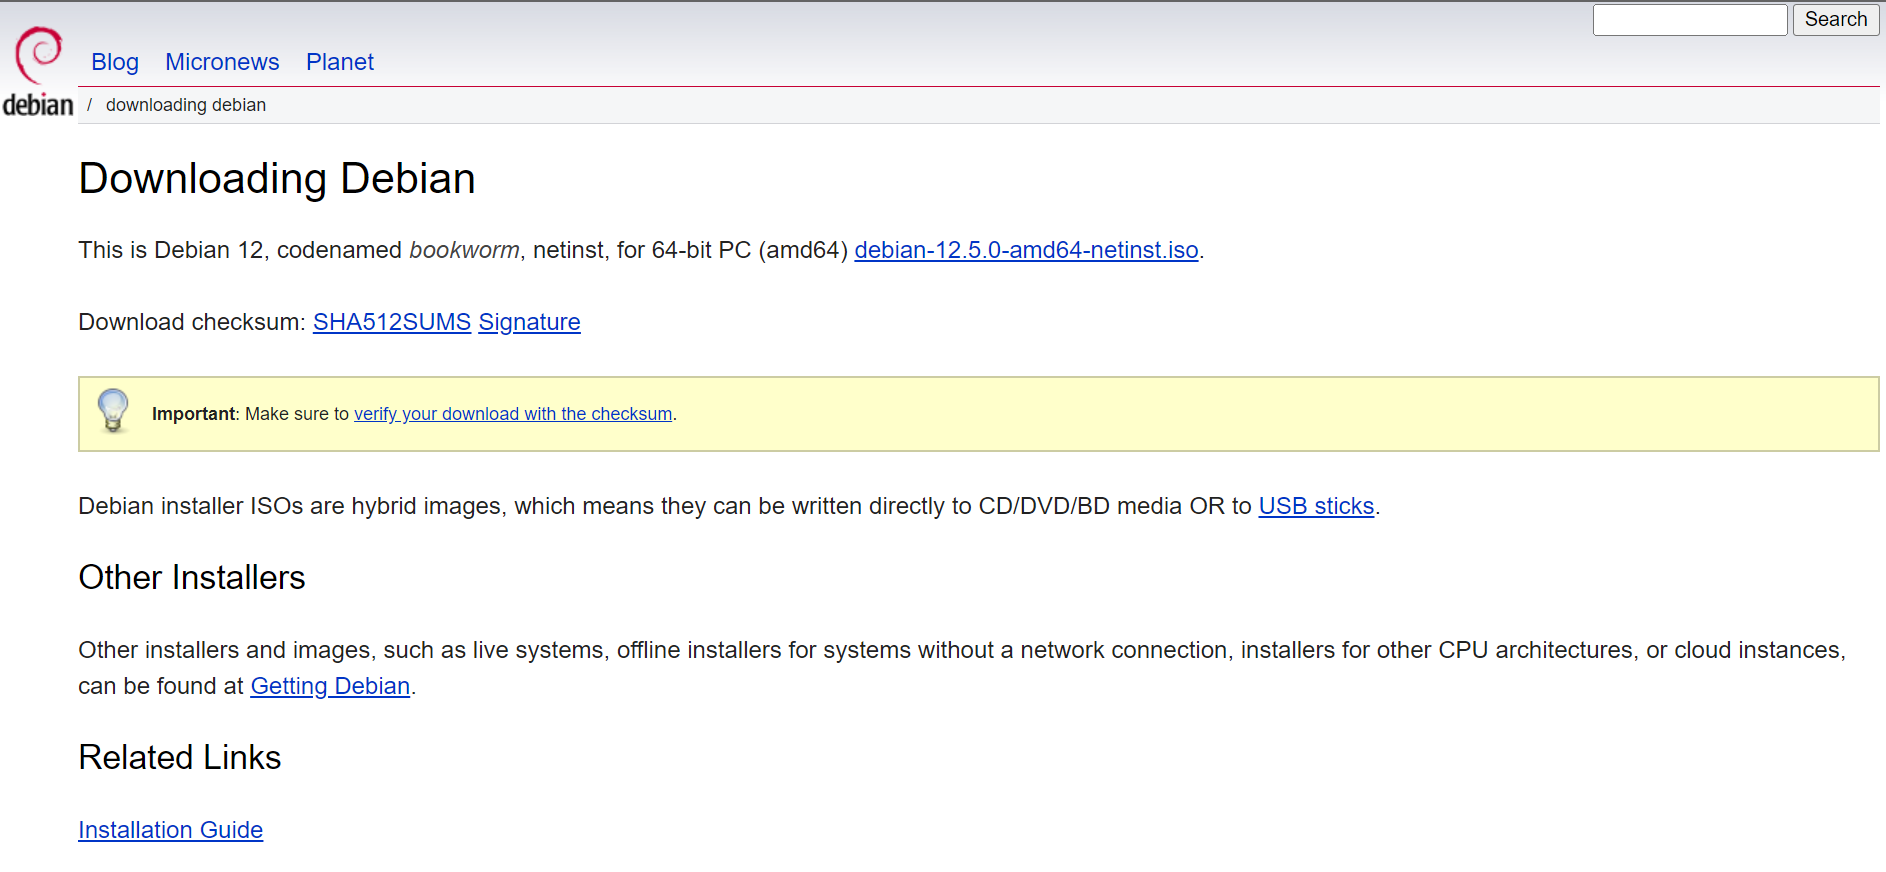 Search
debian
Blog Micronews Planet
/ downloading debian
Downloading Debian
This is Debian 12, codenamed bookworm, netinst, for 64-bit PC (amd64) debian-12.5.0-amd64-netinst.iso.
Download checksum: SHA512SUMS Signature
Important: Make sure to verify your download with the checksum.
Debian installer ISOs are hybrid images, which means they can be written directly to CD/DVD/BD media OR to USB sticks.
Other Installers
Other installers and images, such as live systems, offline installers for systems without a network connection, installers for other CPU architectures, or cloud instances,
can be found at Getting Debian.
Related Links
Installation Guide